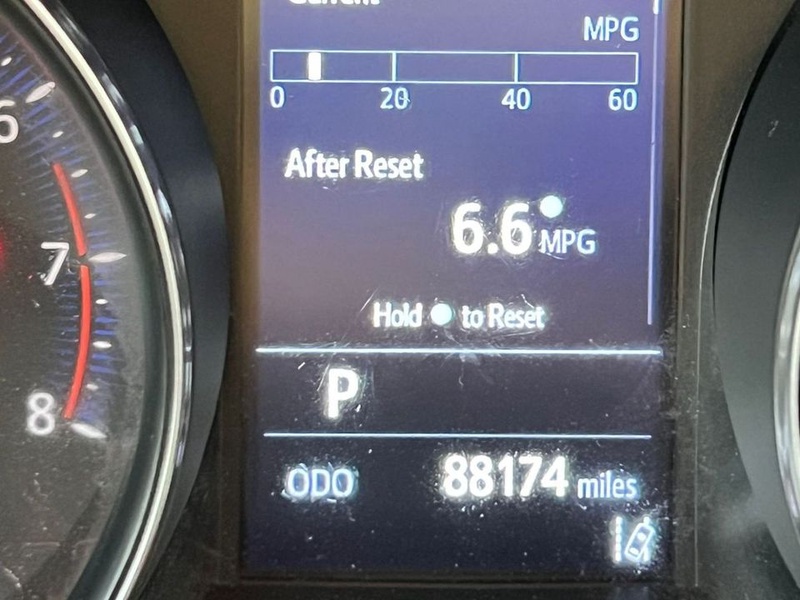 Current
MPG
0 20 40 60
After Reset
6.6 MPG
Hold to Reset
P
ODO 88174 miles
6
7
8